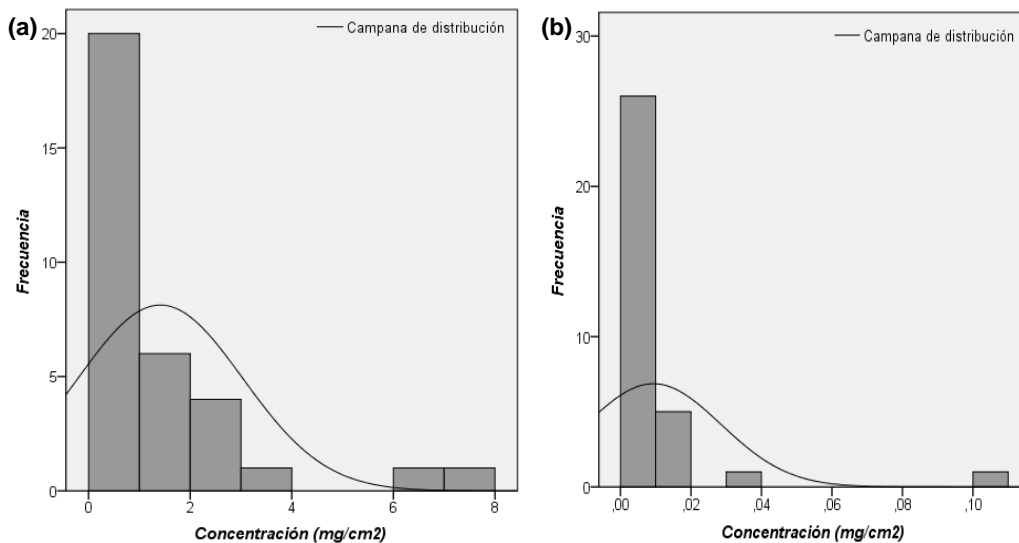 (a)
Campana de distribución
20
15
10
5
0
Frecuencia
0 2 4 6 8
Concentración (mg/cm2)
(b)
Campana de distribución
30
20
10
0
Frecuencia
,00 ,02 ,04 ,06 ,08 ,10
Concentración (mg/cm2)